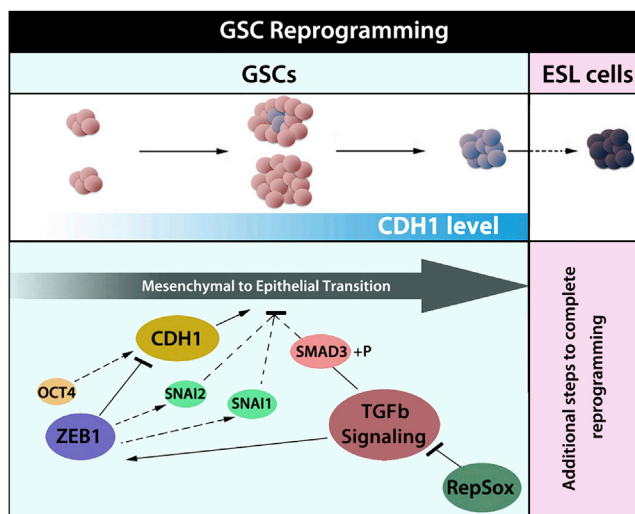 GSC Reprogramming
GSCs
ESL cells
CDH1 level
Mesenchymal to Epithelial Transition
CDH1
SMAD3 +P
OCT4
SNAI2
SNAI1
ZEB1
TGFb
Signaling
RepSox
Additional steps to complete
reprogramming